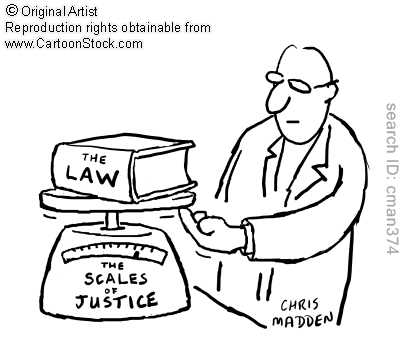 © Original Artist
Reproduction rights obtainable from
www.CartoonStock.com
THE
LAW
THE
SCALES
OF
JUSTICE
CHRIS
MADDEN
search ID: cman374